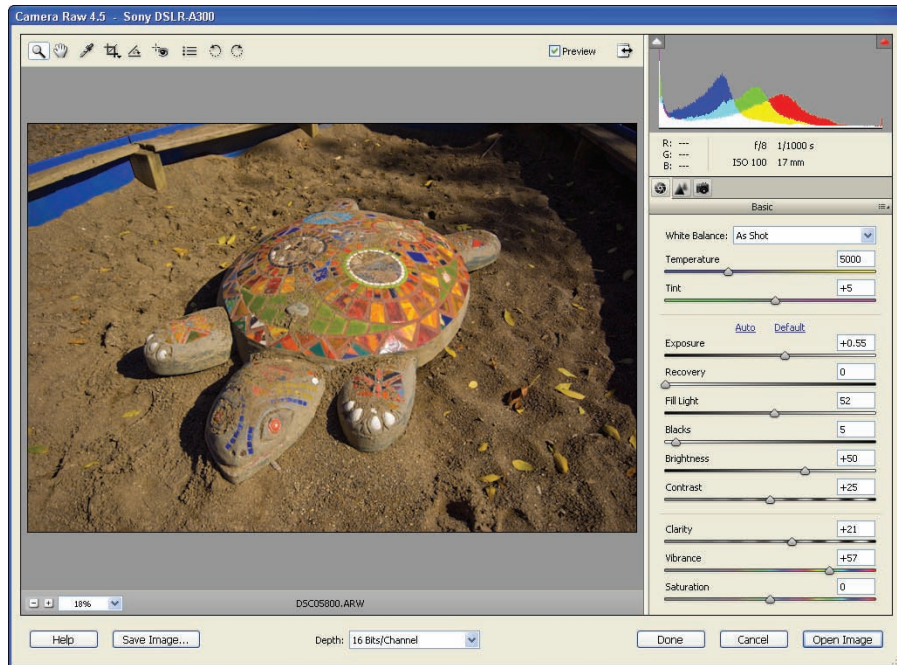 Camera Raw 4.5 - Sony DSLR-A300
Preview
R: ---
G: ---
B: ---
f/8 1/1000 s
ISO 100 17 mm
Basic
White Balance: As Shot
Temperature 5000
Tint +5
Auto Default
Exposure +0.55
Recovery 0
Fill Light 52
Blacks 5
Brightness +50
Contrast +25
Clarity +21
Vibrance +57
Saturation 0
18% DSC05800.ARW
Help Save Image... Depth: 16 Bits/Channel Done Cancel Open Image